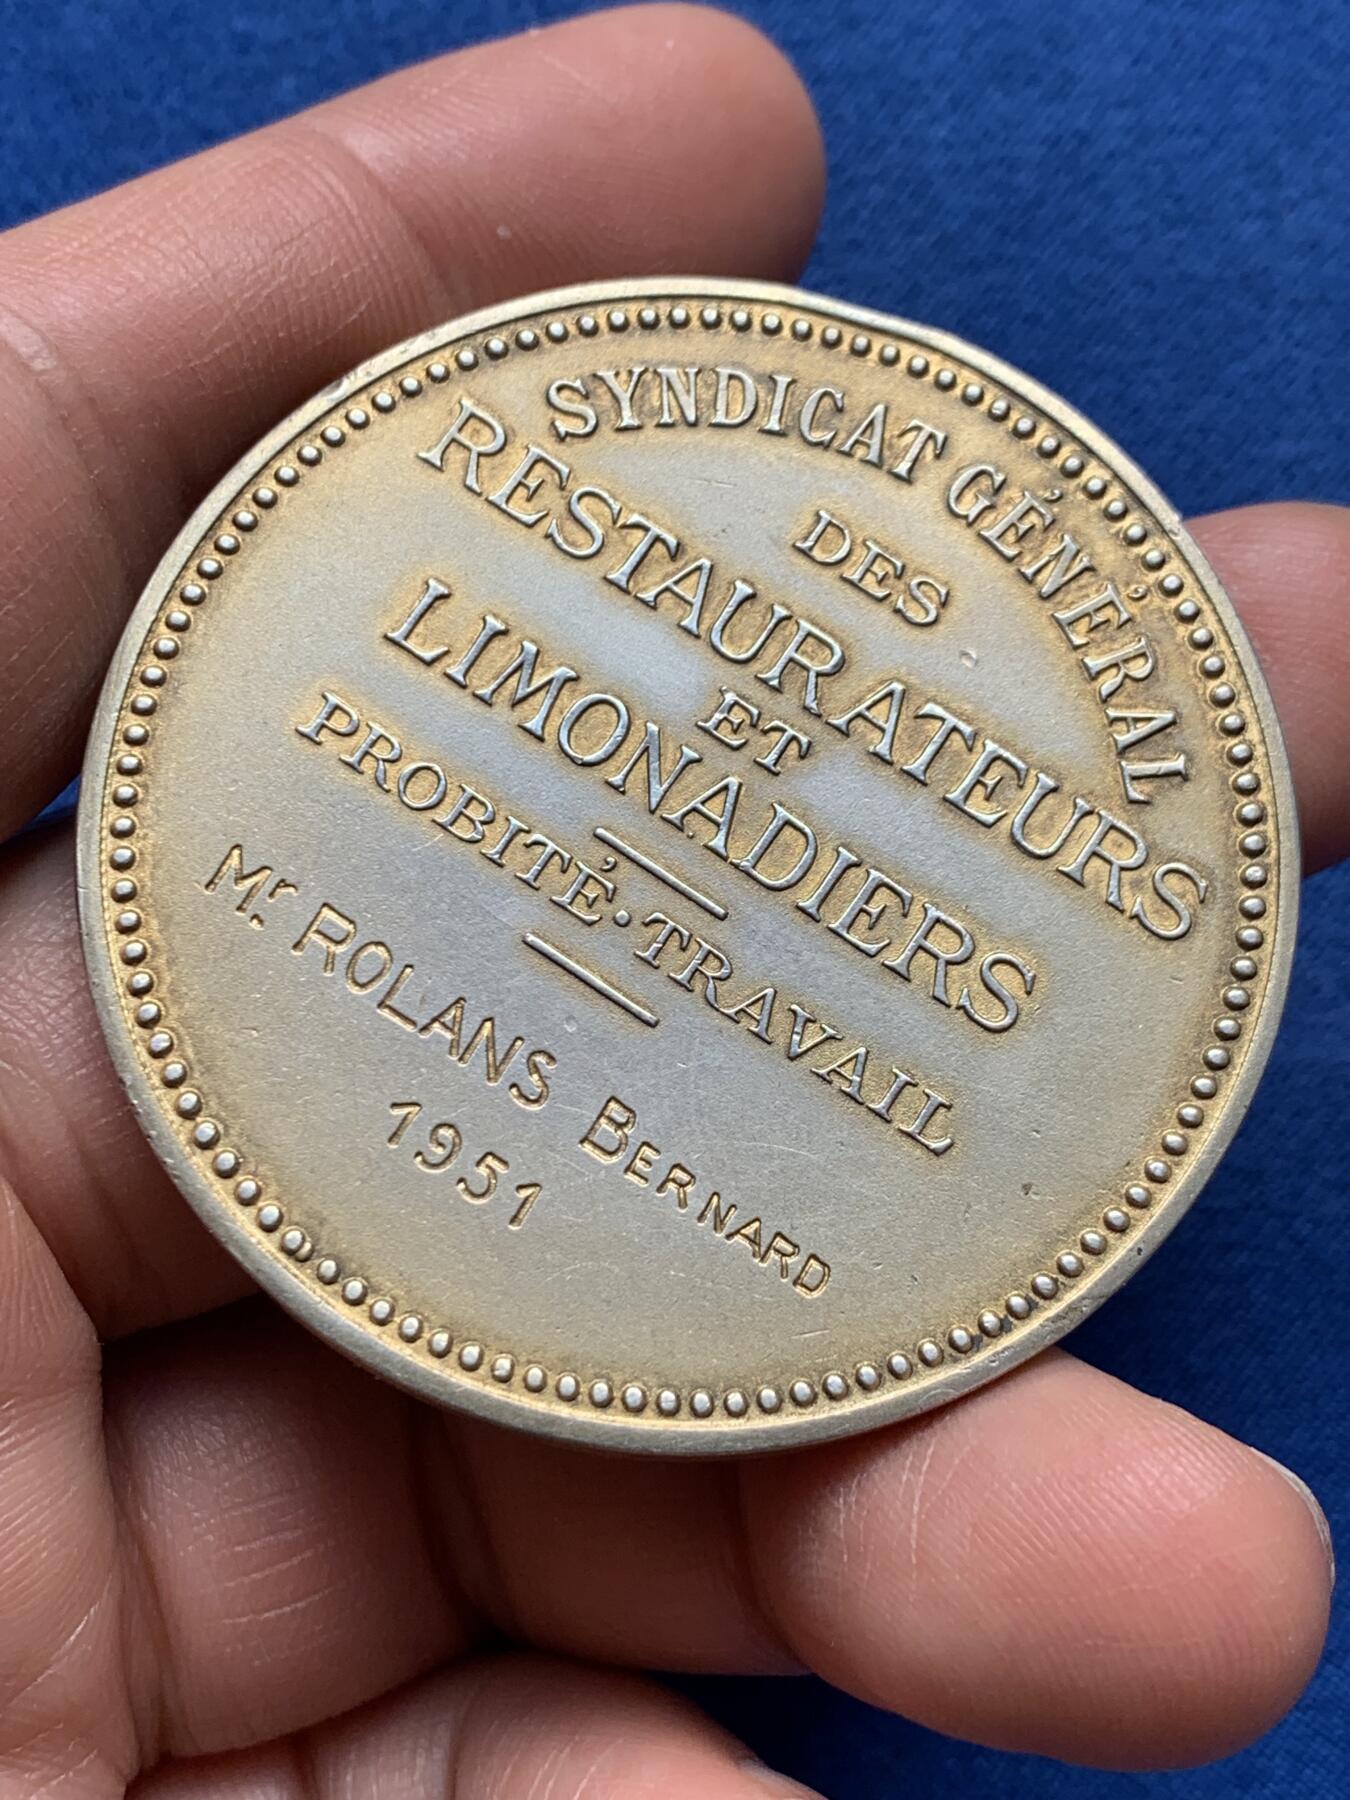 SYNDICAT GÉNÉRAL
DES
RESTAURATEURS
ET
LIMONADIERS
PROBITÉ·TRAVAIL
Mr. ROLANS BERNARD
1951